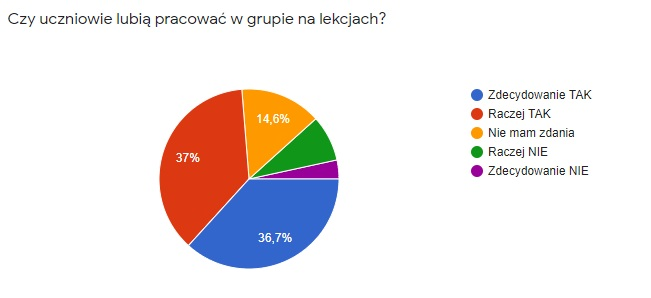 Czy uczniowie lubią pracować w grupie na lekcjach?
Zdecydowanie TAK
Raczej TAK
Nie mam zdania
Raczej NIE
Zdecydowanie NIE
14,6%
37%
36,7%